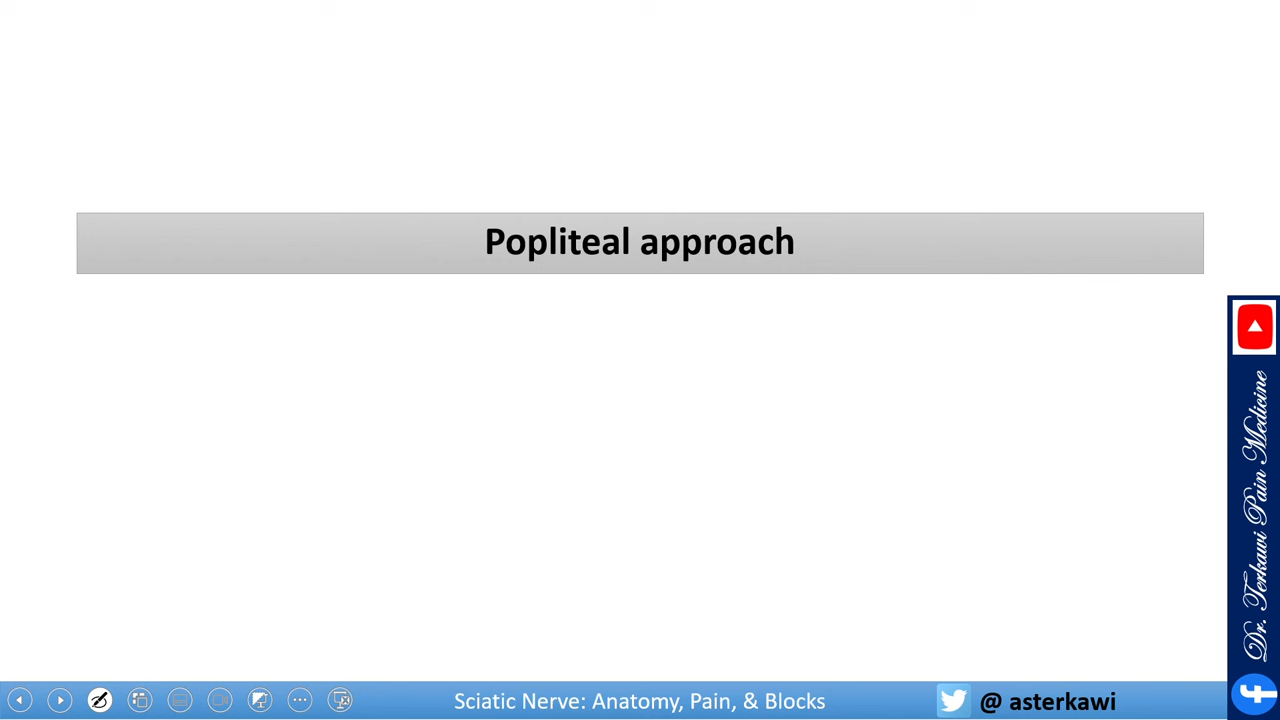 Popliteal approach
Dr. Terkawi Pain Medicine
Sciatic Nerve: Anatomy, Pain, & Blocks
@ asterkawi